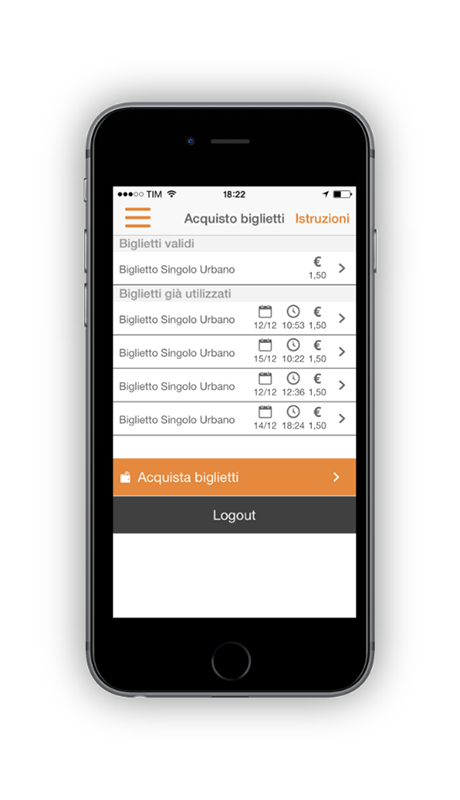 TIM 18:22
Acquisto biglietti Istruzioni
Biglietti validi
Biglietto Singolo Urbano € 1,50
Biglietti già utilizzati
Biglietto Singolo Urbano 12/12 10:53 € 1,50
Biglietto Singolo Urbano 15/12 10:22 € 1,50
Biglietto Singolo Urbano 12/12 12:36 € 1,50
Biglietto Singolo Urbano 14/12 18:24 € 1,50
Acquista biglietti
Logout